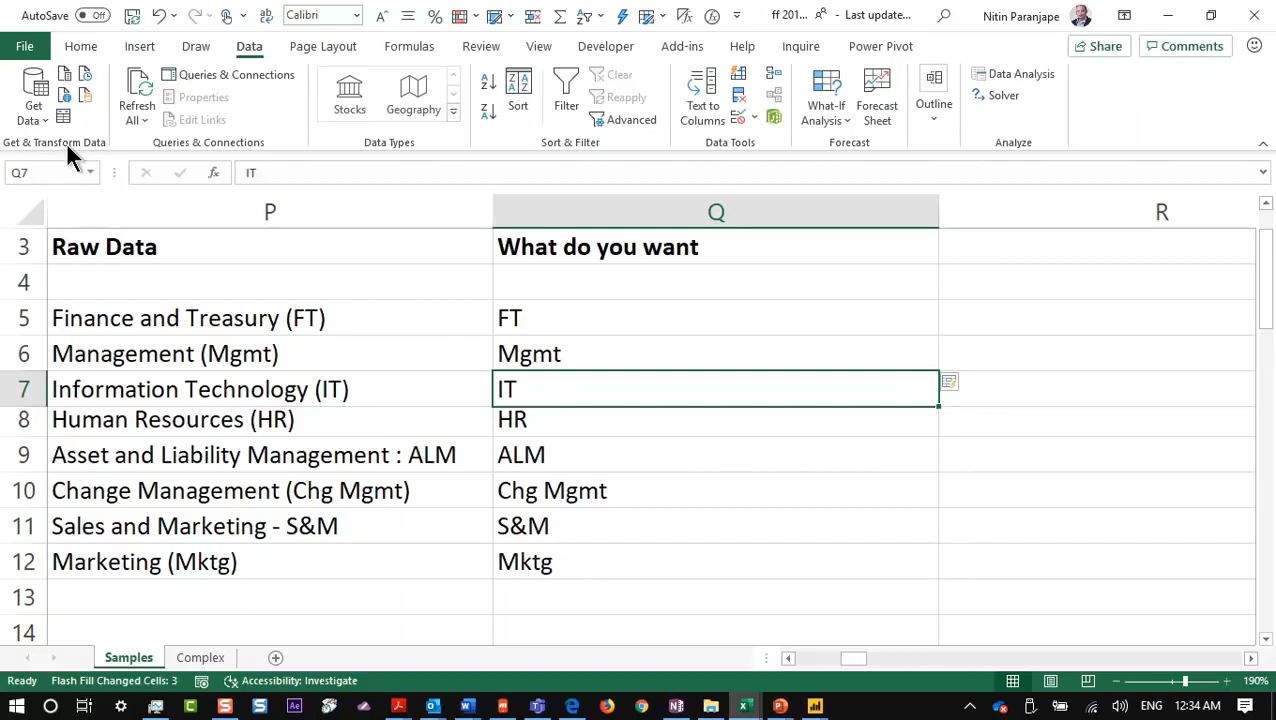 AutoSave Off Calibri ff 201... - Last update... Nitin Paranjape
File Home Insert Draw Data Page Layout Formulas Review View Developer Add-ins Help Inquire Power Pivot Share Comments
Queries & Connections Clear Data Analysis
Properties Reapply Solver
Get Data Refresh All Edit Links Stocks Geography Sort Filter Advanced Text to Columns What-If Analysis Forecast Sheet Outline
Get & Transform Data Queries & Connections Data Types Sort & Filter Data Tools Forecast Analyze
Q7 fx IT
P Q R
3 Raw Data What do you want
4
5 Finance and Treasury (FT) FT
6 Management (Mgmt) Mgmt
7 Information Technology (IT) IT
8 Human Resources (HR) HR
9 Asset and Liability Management : ALM ALM
10 Change Management (Chg Mgmt) Chg Mgmt
11 Sales and Marketing - S&M S&M
12 Marketing (Mktg) Mktg
13
14
Samples Complex
Ready Flash Fill Changed Cells: 3 Accessibility: Investigate 190%
12:34 AM